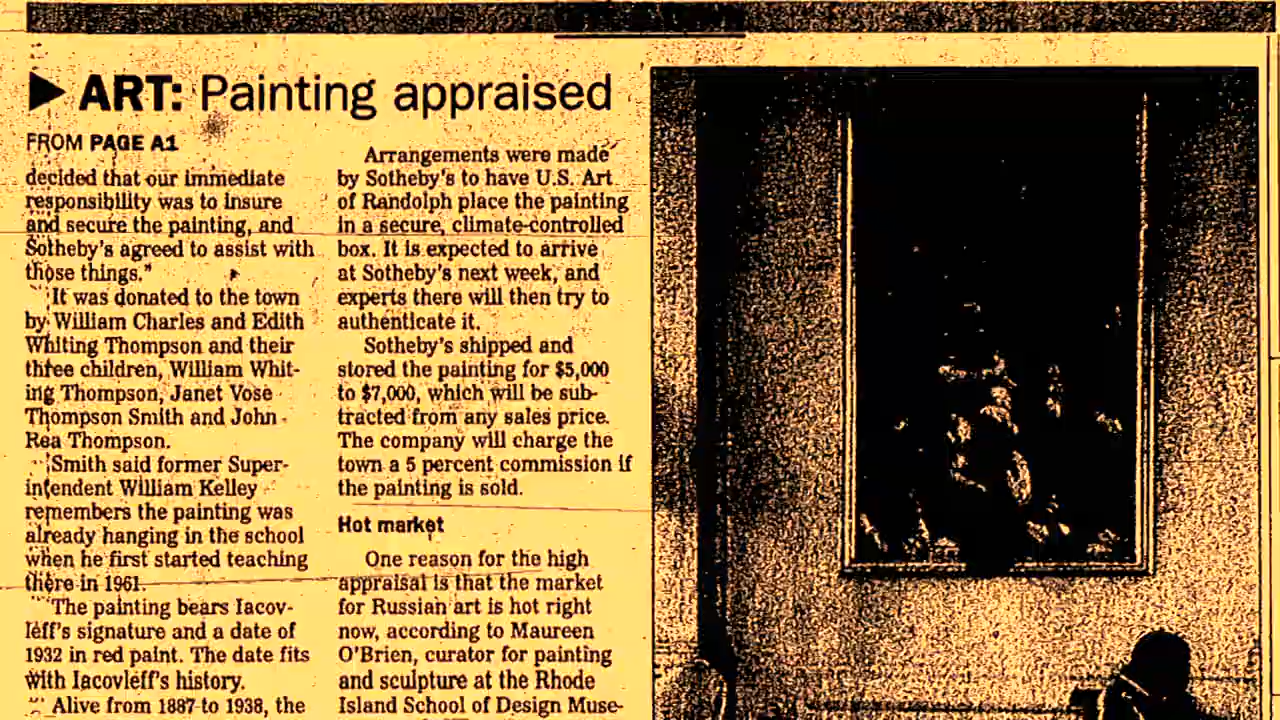 ▶ ART: Painting appraised
FROM PAGE A1
decided that our immediate
responsibility was to insure
and secure the painting, and
Sotheby's agreed to assist with
those things."
It was donated to the town
by William Charles and Edith
Whiting Thompson and their
three children, William Whit-
ing Thompson, Janet Vose
Thompson Smith and John
Rea Thompson.
Smith said former Super-
intendent William Kelley
remembers the painting was
already hanging in the school
when he first started teaching
there in 1961.
The painting bears Iacov-
leff's signature and a date of
1932 in red paint. The date fits
with Iacovleff's history.
Alive from 1887 to 1938, the
Arrangements were made
by Sotheby's to have U.S. Art
of Randolph place the painting
in a secure, climate-controlled
box. It is expected to arrive
at Sotheby's next week, and
experts there will then try to
authenticate it.
Sotheby's shipped and
stored the painting for $5,000
to $7,000, which will be sub-
tracted from any sales price.
The company will charge the
town a 5 percent commission if
the painting is sold.
Hot market
One reason for the high
appraisal is that the market
for Russian art is hot right
now, according to Maureen
O'Brien, curator for painting
and sculpture at the Rhode
Island School of Design Muse-